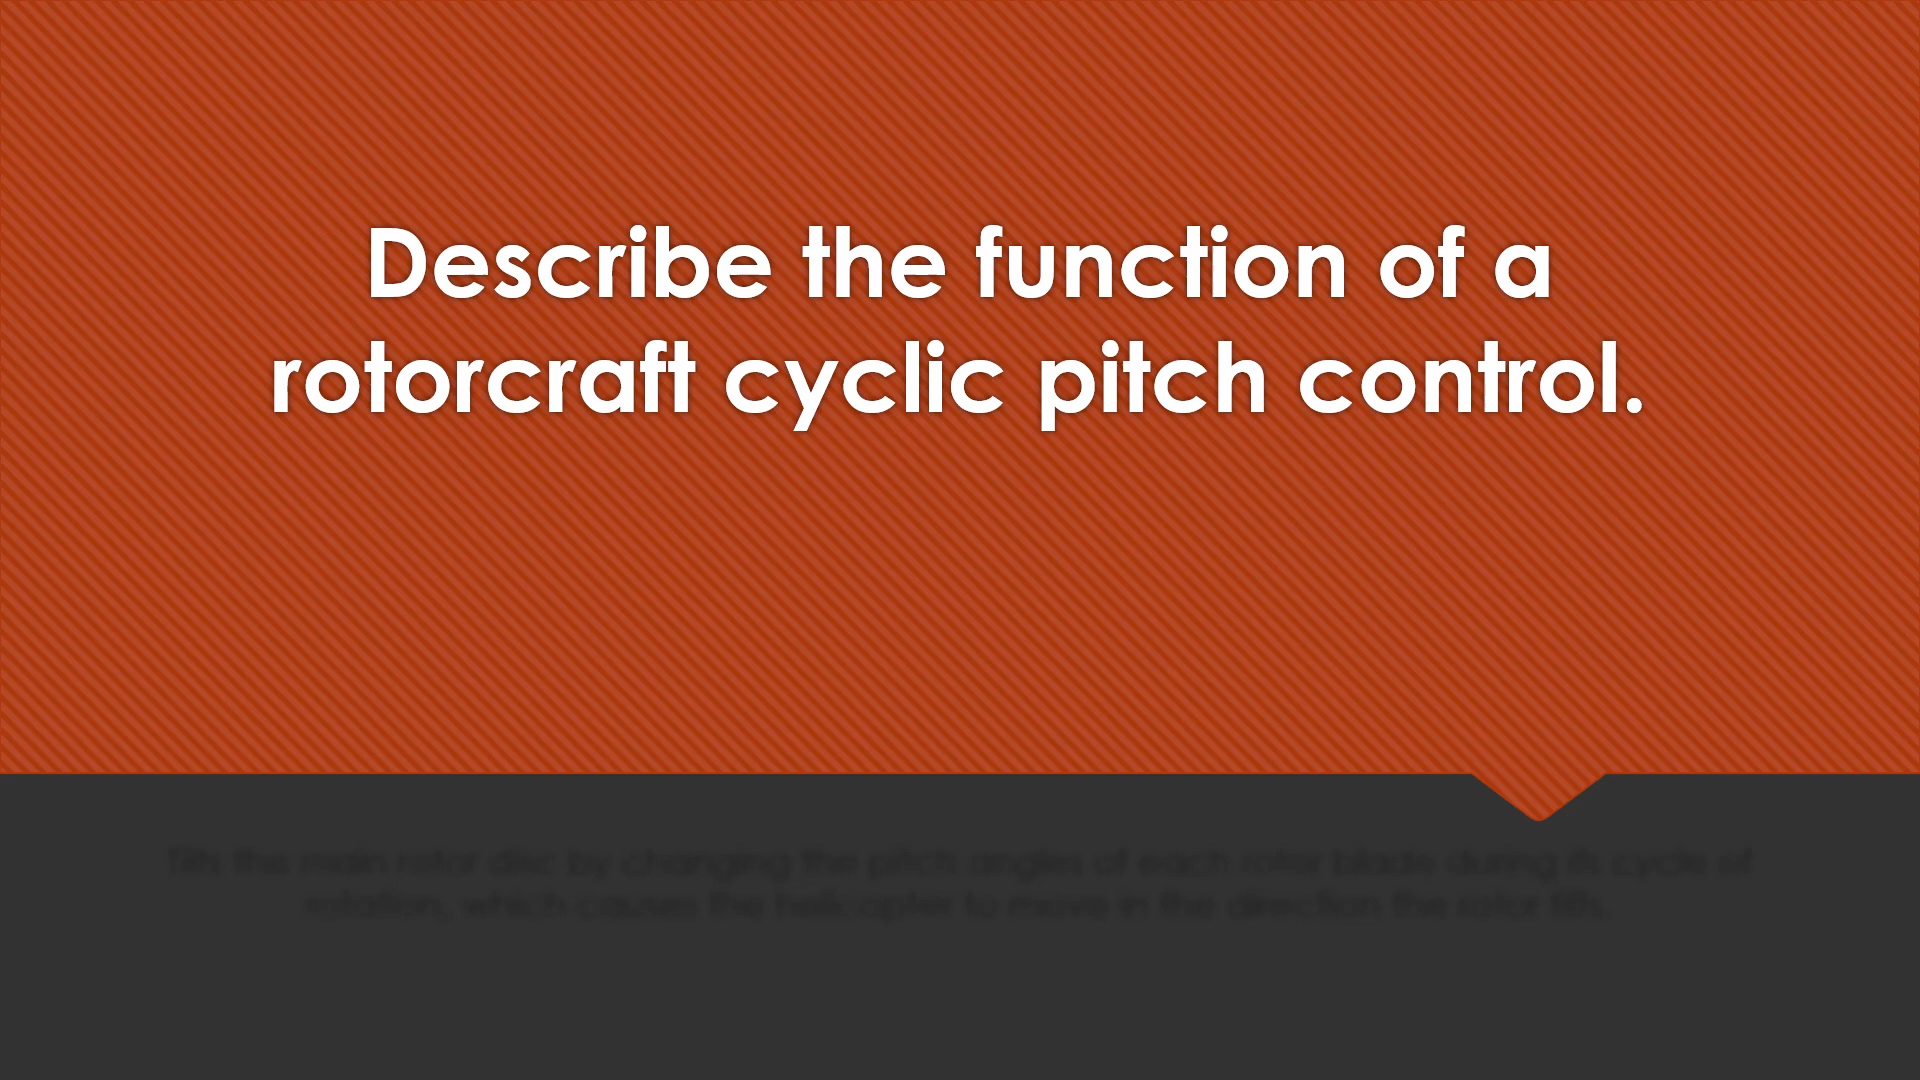 Describe the function of a
rotorcraft cyclic pitch control.
Tilts the main rotor disc by changing the pitch angles of each rotor blade during its cycle of
rotation, which causes the helicopter to move in the direction the rotor tilts.